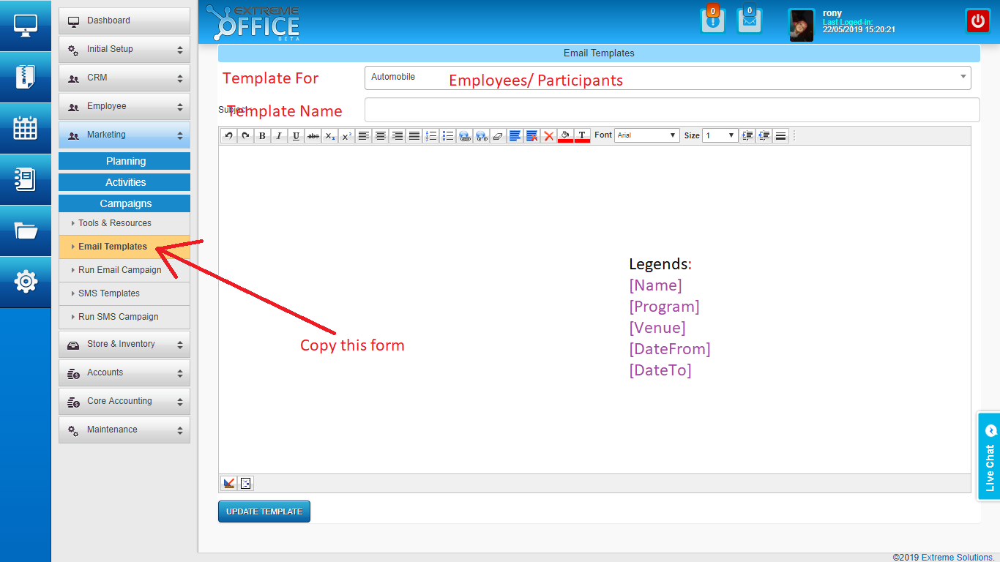 EXTREME
OFFICE
BETA
0
0
rony
Last Loged-in:
22/05/2019 15:20:21
Dashboard
Initial Setup
CRM
Employee
Marketing
Planning
Activities
Campaigns
Tools & Resources
Email Templates
Run Email Campaign
SMS Templates
Run SMS Campaign
Store & Inventory
Accounts
Core Accounting
Maintenance
Email Templates
Template For
Automobile
Employees/ Participants
Subject
Template Name
B I U abc X₂ X² T Font Arial Size 1
Legends:
[Name]
[Program]
[Venue]
[DateFrom]
[DateTo]
Copy this form
UPDATE TEMPLATE
Live Chat
©2019 Extreme Solutions.